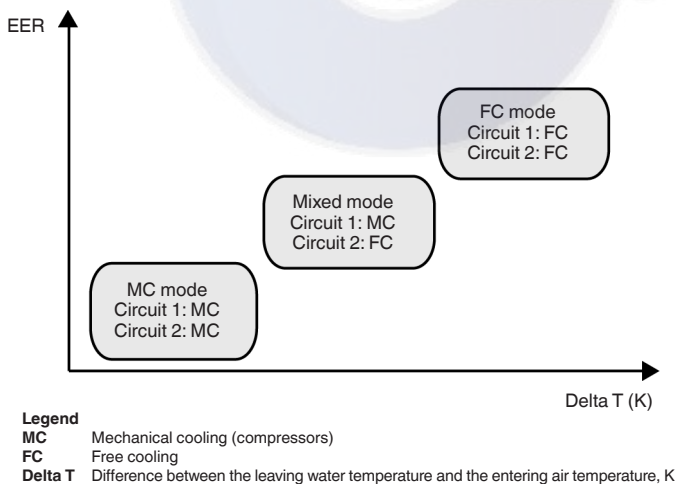 EER
FC mode
Circuit 1: FC
Circuit 2: FC
Mixed mode
Circuit 1: MC
Circuit 2: FC
MC mode
Circuit 1: MC
Circuit 2: MC
Delta T (K)
Legend
MC Mechanical cooling (compressors)
FC Free cooling
Delta T Difference between the leaving water temperature and the entering air temperature, K